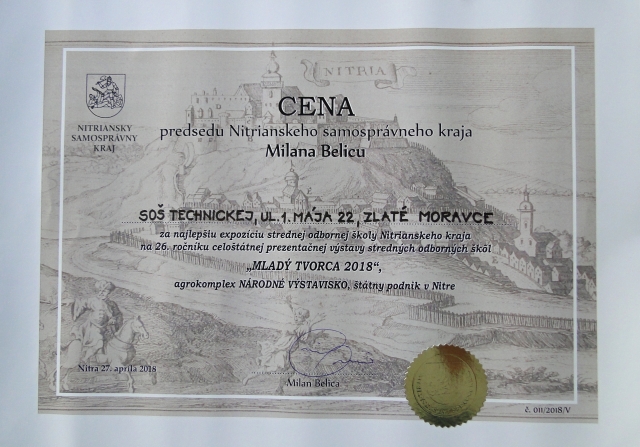 NITRIA
NITRIANSKY
SAMOSPRÁVNY
KRAJ
CENA
predsedu Nitrianskeho samosprávneho kraja
Milana Belicu
SOŠ TECHNICKEJ, UL. 1. MÁJA 22, ZLATÉ MORAVCE
za najlepšiu expozíciu strednej odbornej školy Nitrianskeho kraja
na 26. ročníku celoštátnej prezentačnej výstavy stredných odborných škôl
„MLADÝ TVORCA 2018“,
agrokomplex NÁRODNÉ VÝSTAVISKO, štátny podnik v Nitre
Nitra 27. apríla 2018
Milan Belica
č. 011/2018/V